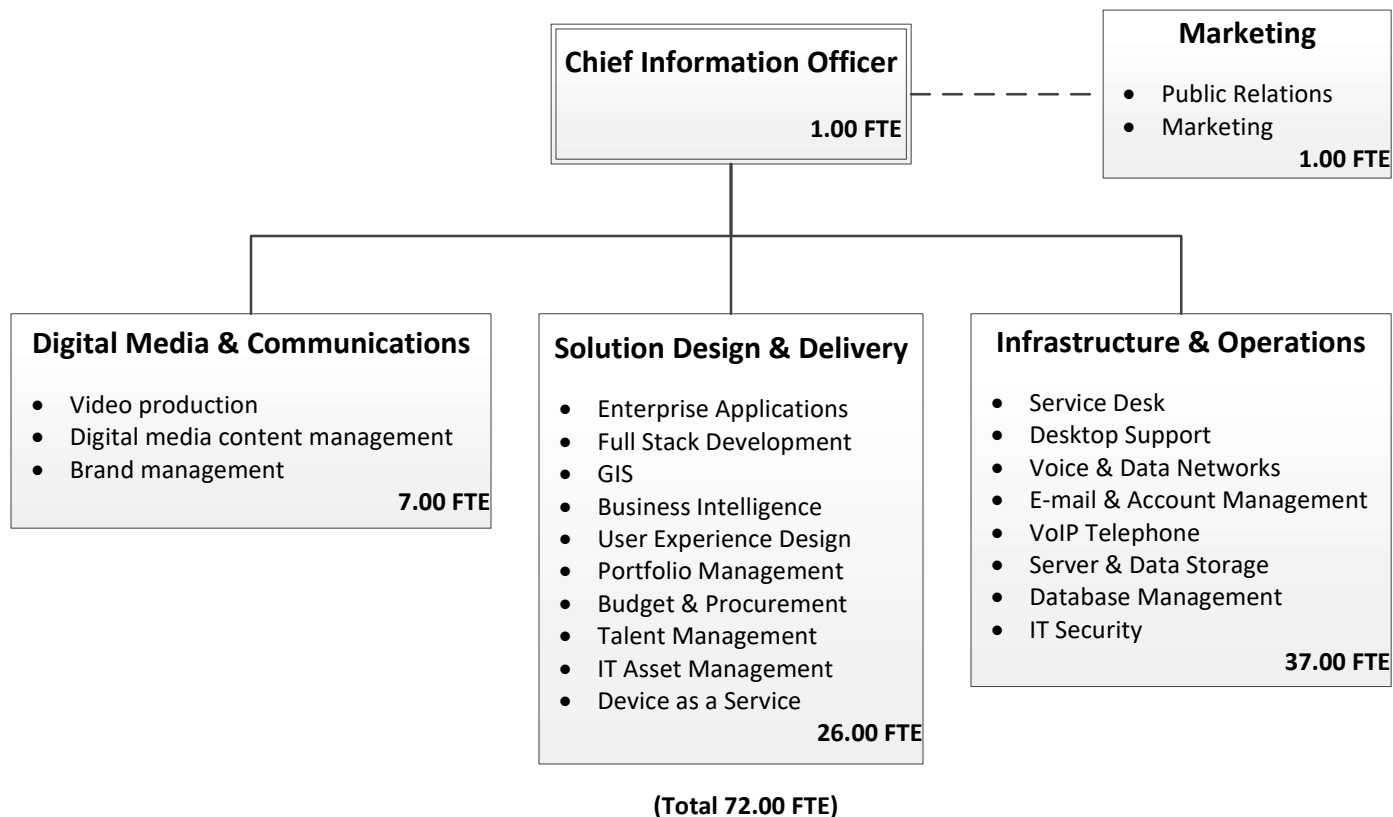 Chief Information Officer
1.00 FTE
Marketing
• Public Relations
• Marketing
1.00 FTE
Digital Media & Communications
• Video production
• Digital media content management
• Brand management
7.00 FTE
Solution Design & Delivery
• Enterprise Applications
• Full Stack Development
• GIS
• Business Intelligence
• User Experience Design
• Portfolio Management
• Budget & Procurement
• Talent Management
• IT Asset Management
• Device as a Service
26.00 FTE
Infrastructure & Operations
• Service Desk
• Desktop Support
• Voice & Data Networks
• E-mail & Account Management
• VoIP Telephone
• Server & Data Storage
• Database Management
• IT Security
37.00 FTE
(Total 72.00 FTE)